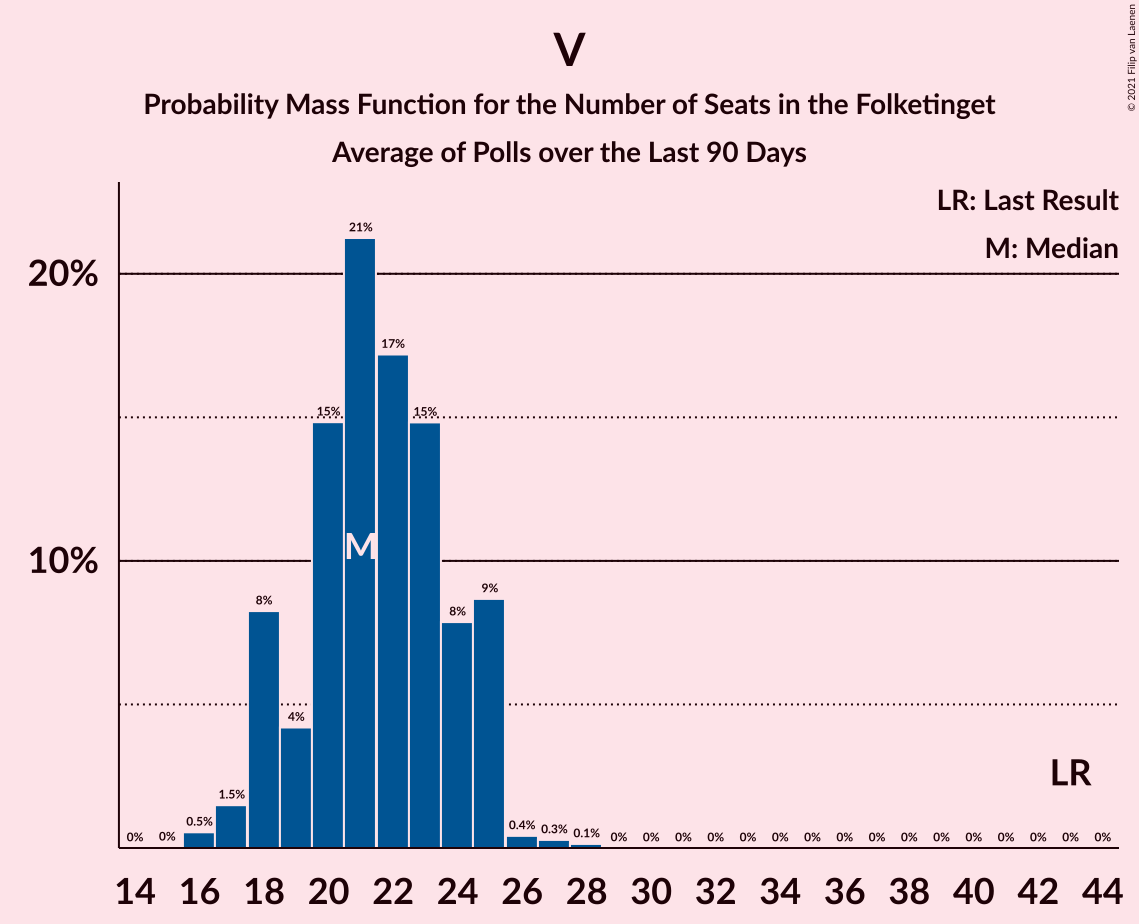 © 2021 Filip van Laenen
V
Probability Mass Function for the Number of Seats in the Folketinget
Average of Polls over the Last 90 Days
LR: Last Result
M: Median
20%
10%
0% 0% 0.5% 1.5% 8% 4% 15% 21% 17% 15% 8% 9% 0.4% 0.3% 0.1% 0% 0% 0% 0% 0% 0% 0% 0% 0% 0% 0% 0% 0% 0% 0% 0%
M
LR
14 16 18 20 22 24 26 28 30 32 34 36 38 40 42 44